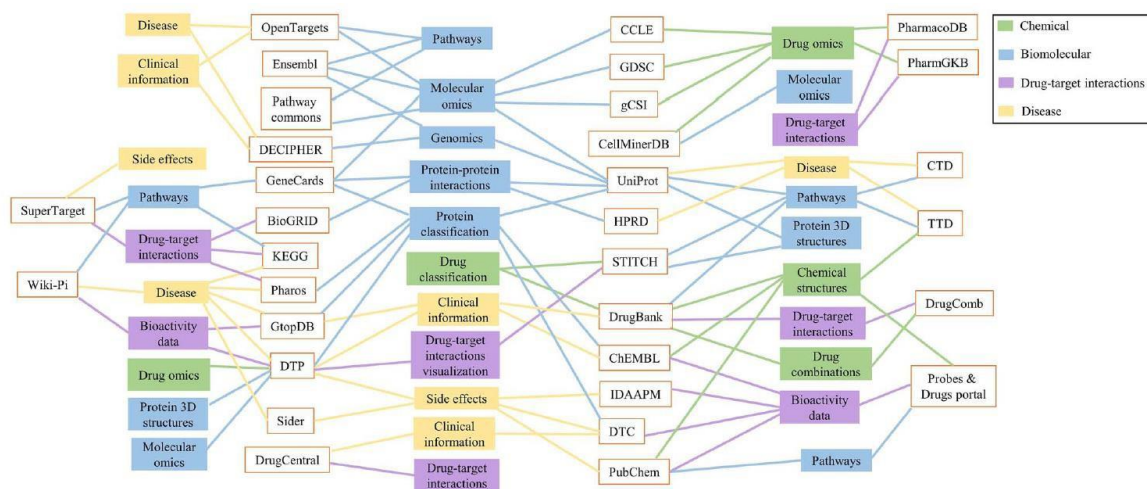 Disease
Clinical
information
Side effects
SuperTarget
Pathways
Drug-target
interactions
Wiki-Pi
Disease
Bioactivity
data
Drug omics
Protein 3D
structures
Molecular
omics
OpenTargets
Ensembl
Pathway
commons
DECIPHER
GeneCards
BioGRID
KEGG
Pharos
GtopDB
DTP
Sider
DrugCentral
Pathways
Molecular
omics
Genomics
Protein-protein
interactions
Protein
classification
Drug
classification
Clinical
information
Drug-target
interactions
visualization
Side effects
Clinical
information
Drug-target
interactions
CCLE
GDSC
gCSI
CellMinerDB
UniProt
HPRD
STITCH
DrugBank
ChEMBL
IDAAPM
DTC
PubChem
Drug omics
Molecular
omics
Drug-target
interactions
Disease
Pathways
Protein 3D
structures
Chemical
structures
Drug-target
interactions
Drug
combinations
Bioactivity
data
Pathways
PharmacoDB
PharmGKB
CTD
TTD
DrugComb
Probes &
Drugs portal
Chemical
Biomolecular
Drug-target interactions
Disease